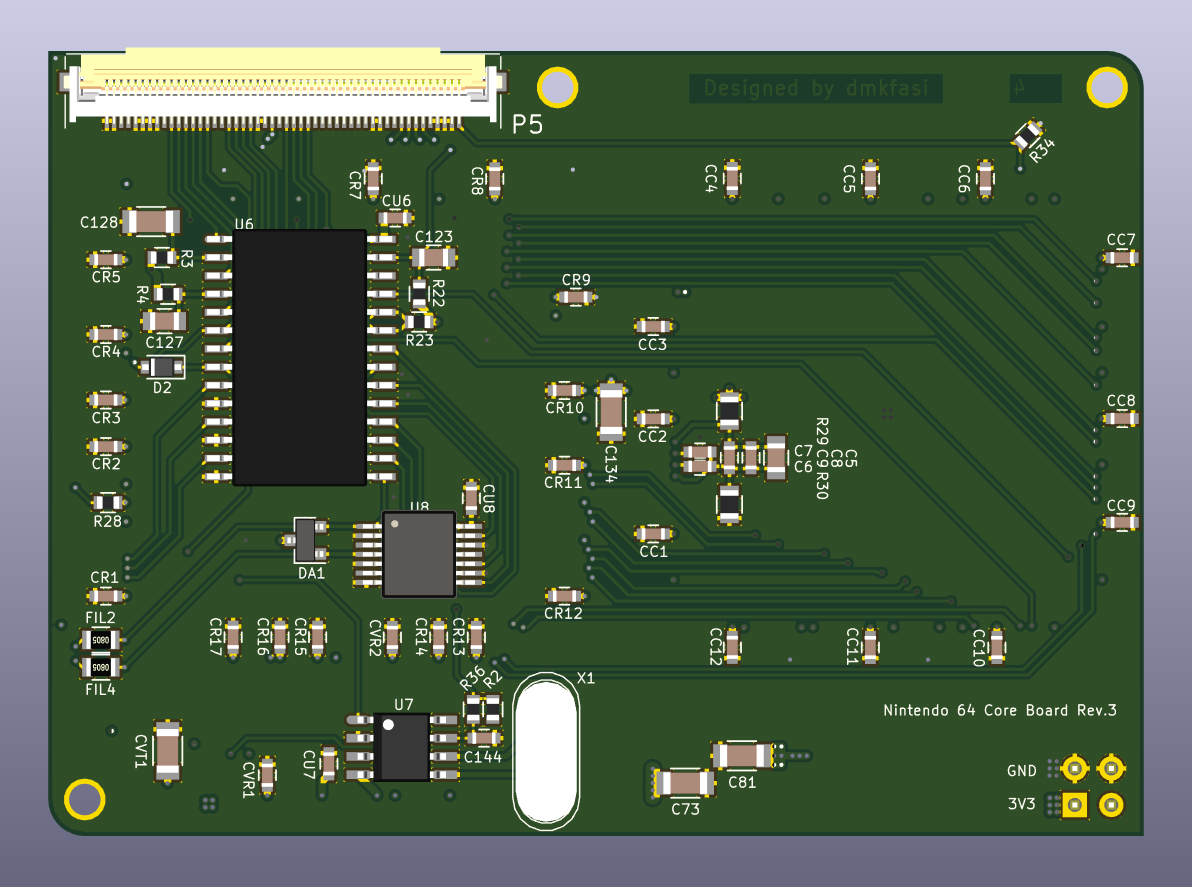 Designed by dmkfasi
4
P5
R34
CR7
CR8
CC4
CC5
CC6
CU6
C128
U6
C123
CC7
R3
CR5
CR9
R4
R22
C127
CR4
R23
CC3
D2
CR3
CR10
CC8
CC2
CR2
C134
C7
C6
R29
C9
R30
C8
C5
CR11
R28
CU8
U8
CC9
CC1
DA1
CR1
CR12
FIL2
0805
0805
FIL4
CR17
CR16
CR15
CVR2
CR14
CR13
CC12
CC11
CC10
R36
R2
X1
U7
Nintendo 64 Core Board Rev.3
CVT1
CVR1
CU7
C144
C81
C73
GND
3V3